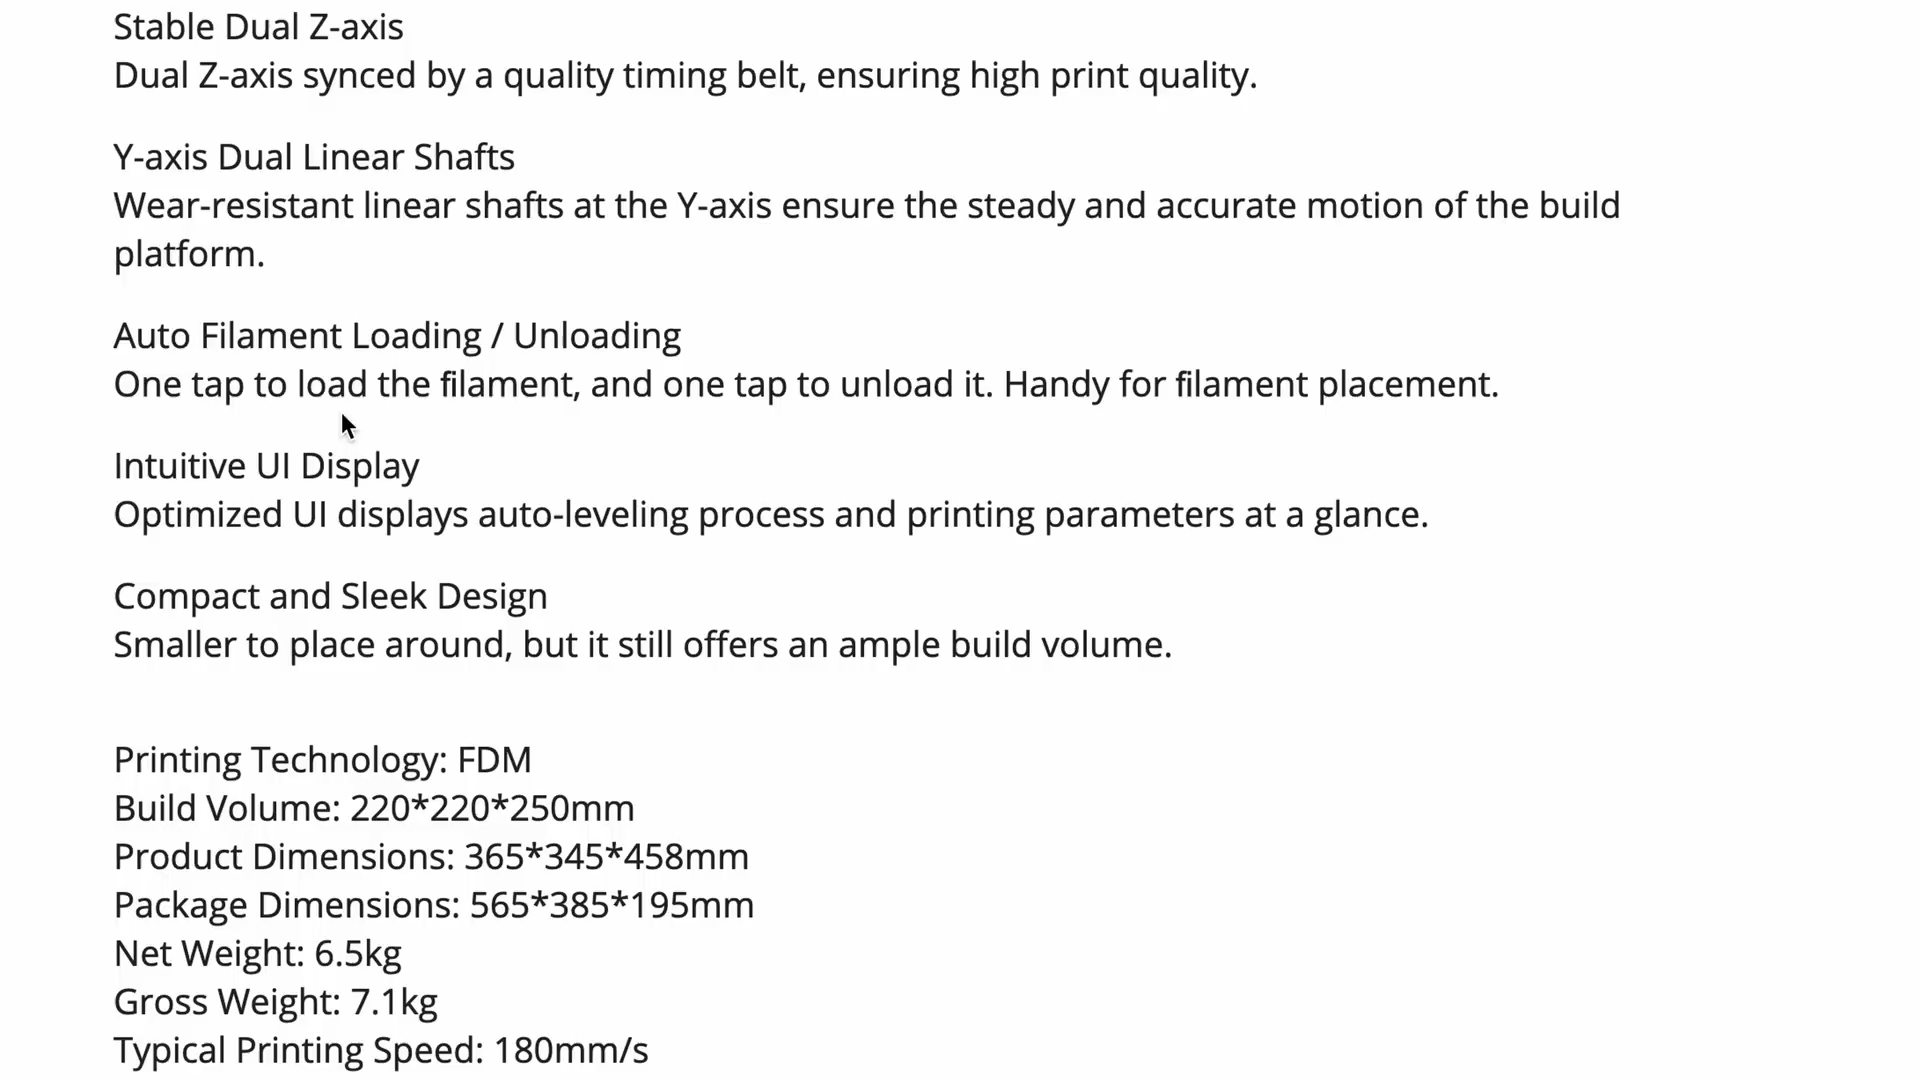 Stable Dual Z-axis
Dual Z-axis synced by a quality timing belt, ensuring high print quality.
Y-axis Dual Linear Shafts
Wear-resistant linear shafts at the Y-axis ensure the steady and accurate motion of the build
platform.
Auto Filament Loading / Unloading
One tap to load the filament, and one tap to unload it. Handy for filament placement.
Intuitive UI Display
Optimized UI displays auto-leveling process and printing parameters at a glance.
Compact and Sleek Design
Smaller to place around, but it still offers an ample build volume.
Printing Technology: FDM
Build Volume: 220*220*250mm
Product Dimensions: 365*345*458mm
Package Dimensions: 565*385*195mm
Net Weight: 6.5kg
Gross Weight: 7.1kg
Typical Printing Speed: 180mm/s